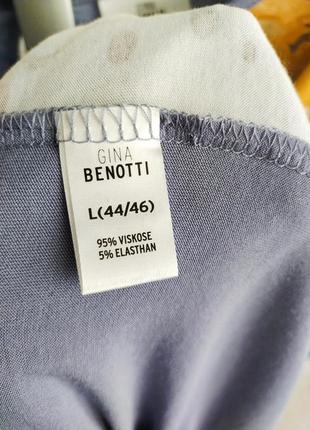 GINA
BENOTTI
L(44/46)
95% VISKOSE
5% ELASTHAN